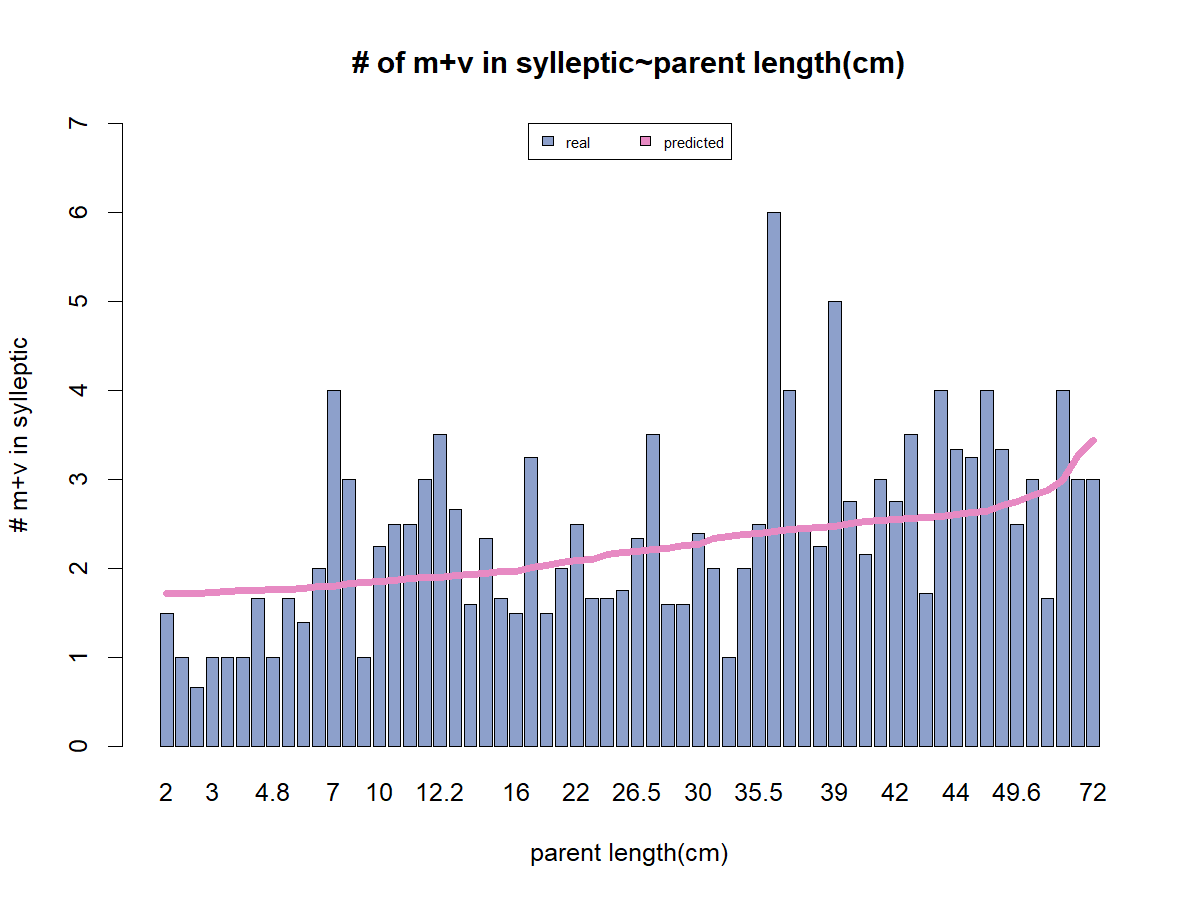 # of m+v in sylleptic~parent length(cm)
real predicted
# m+v in sylleptic
7
6
5
4
3
2
1
0
2 3 4.8 7 10 12.2 16 22 26.5 30 35.5 39 42 44 49.6 72
parent length(cm)